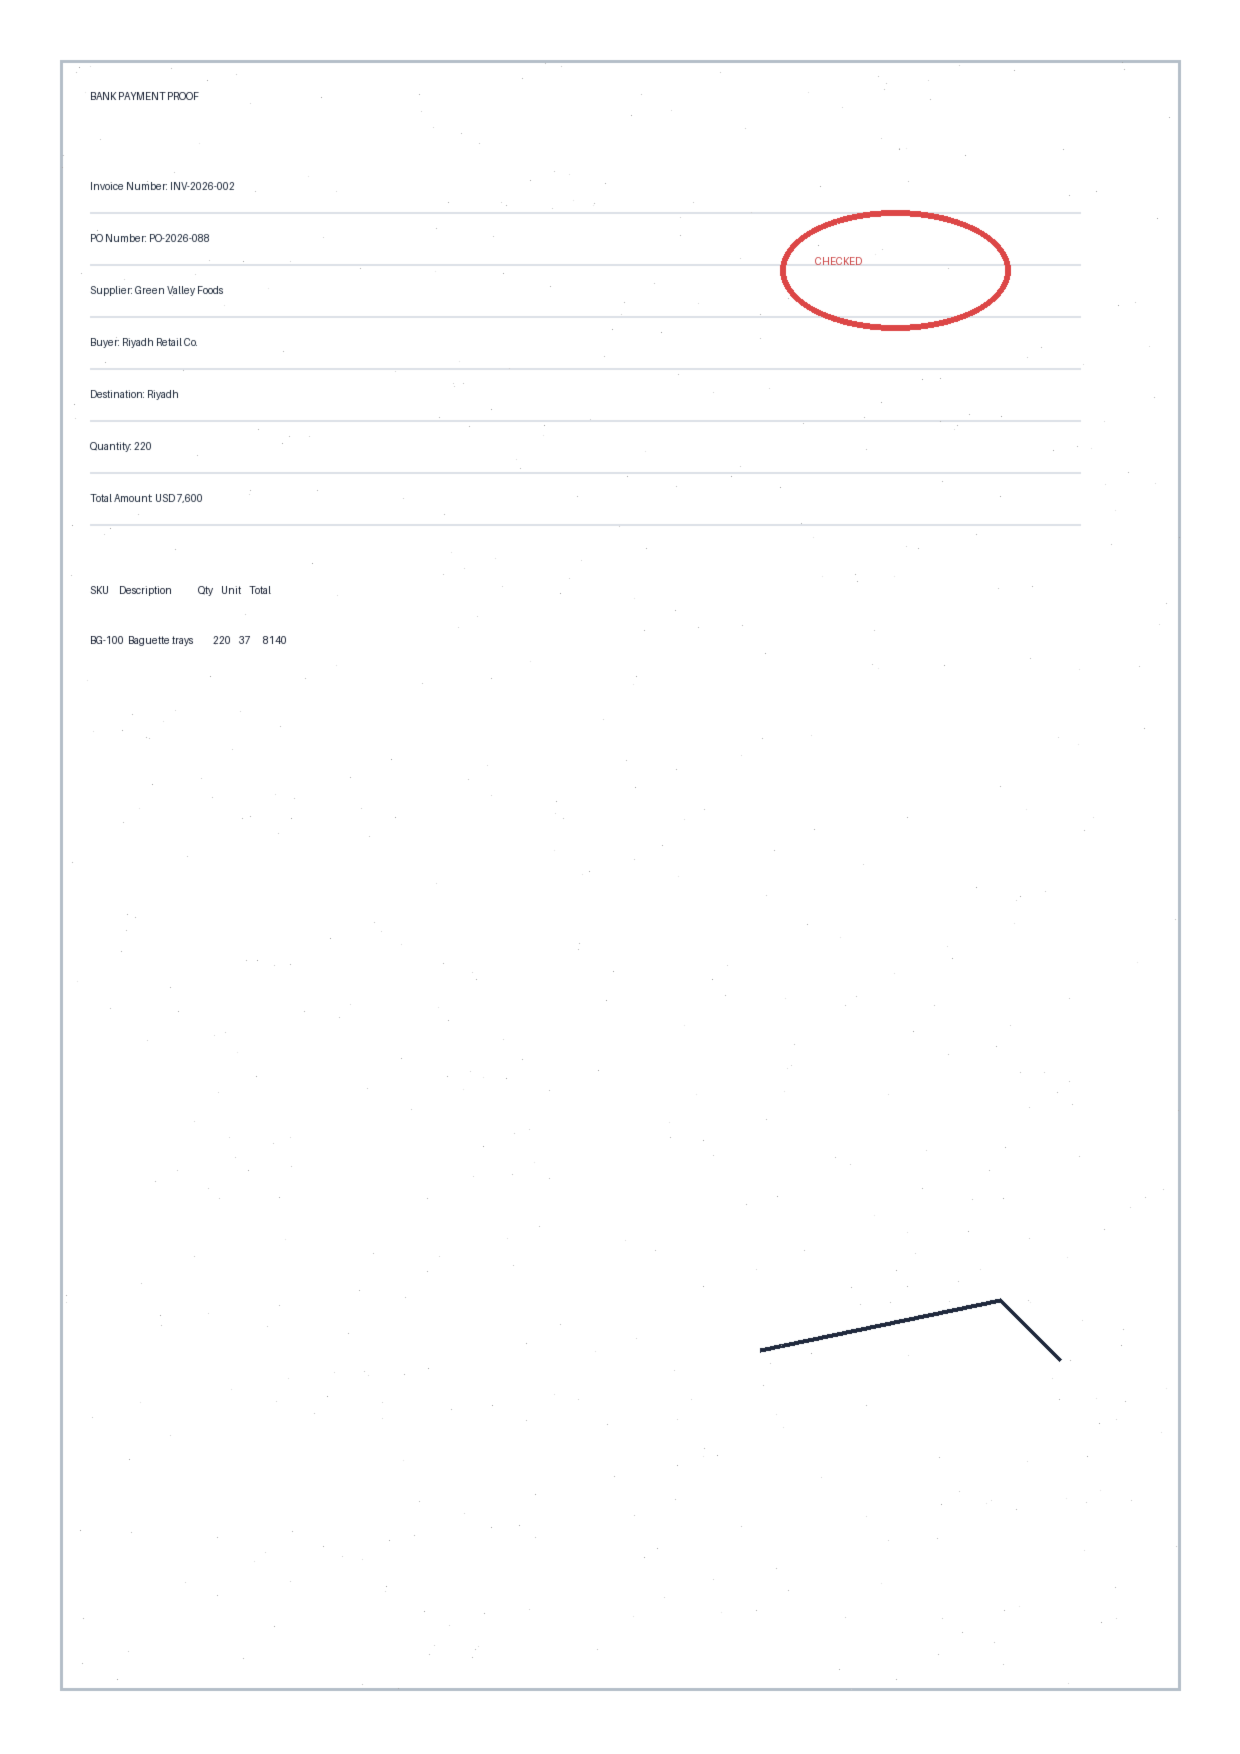 BANK PAYMENT PROOF
Invoice Number: INV-2026-002
PO Number: PO-2026-088
CHECKED
Supplier: Green Valley Foods
Buyer: Riyadh Retail Co.
Destination: Riyadh
Quantity: 220
Total Amount: USD 7,600
SKU Description Qty Unit Total
BG-100 Baguette trays 220 37 8140